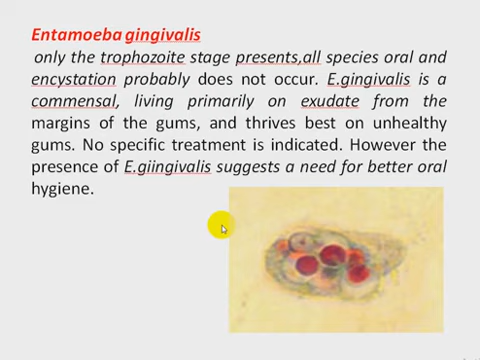 Entamoeba gingivalis
only the trophozoite stage presents,all species oral and
encystation probably does not occur. E.gingivalis is a
commensal, living primarily on exudate from the
margins of the gums, and thrives best on unhealthy
gums. No specific treatment is indicated. However the
presence of E.giingivalis suggests a need for better oral
hygiene.